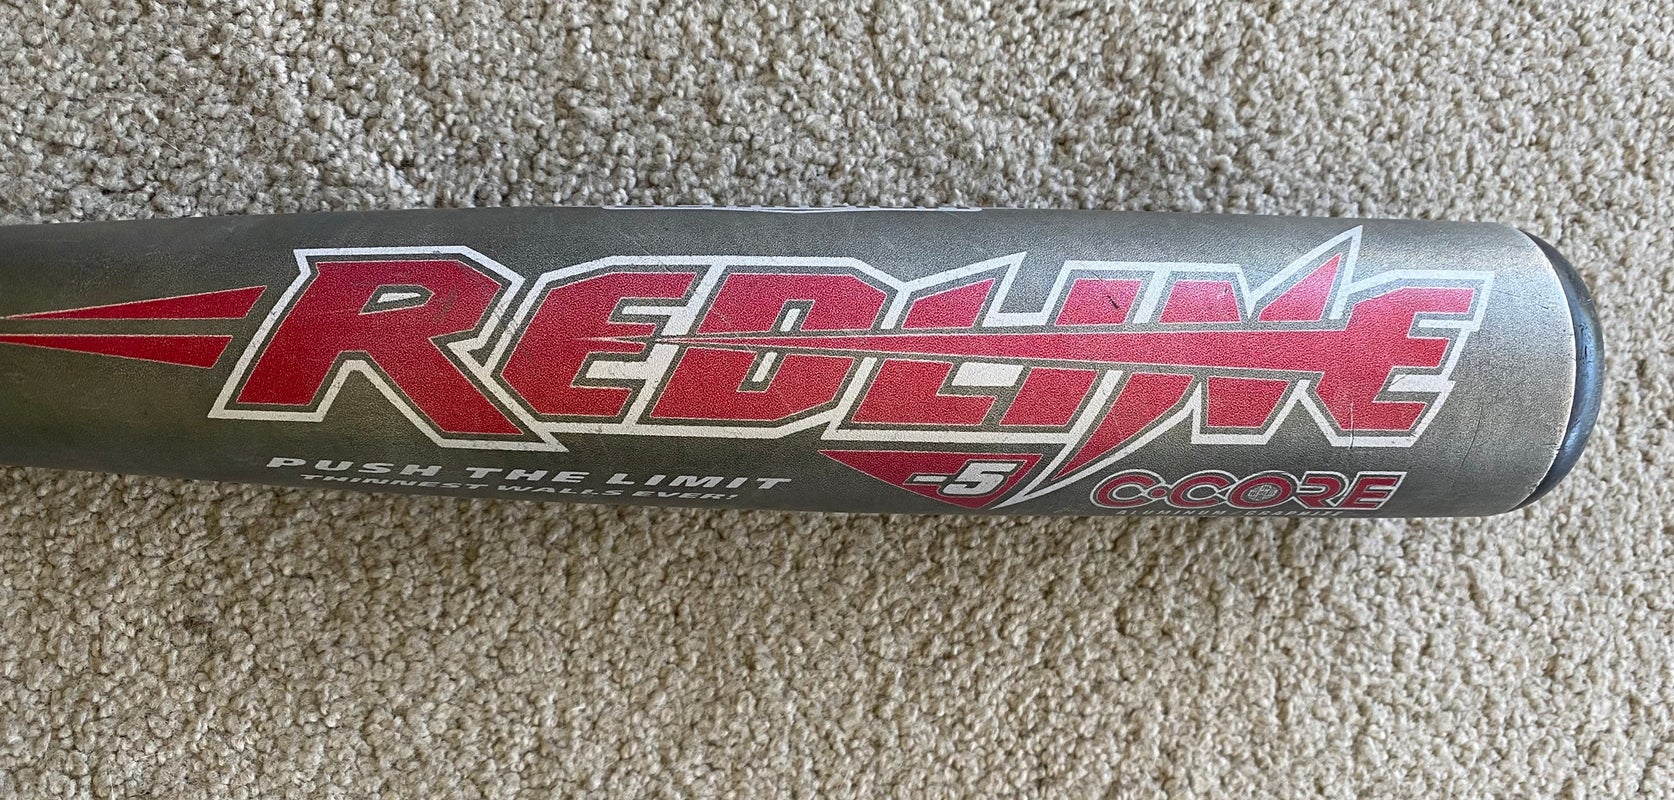 REDLINE
PUSH THE LIMIT
THINNEST WALLS EVER!
-5
C-CORE